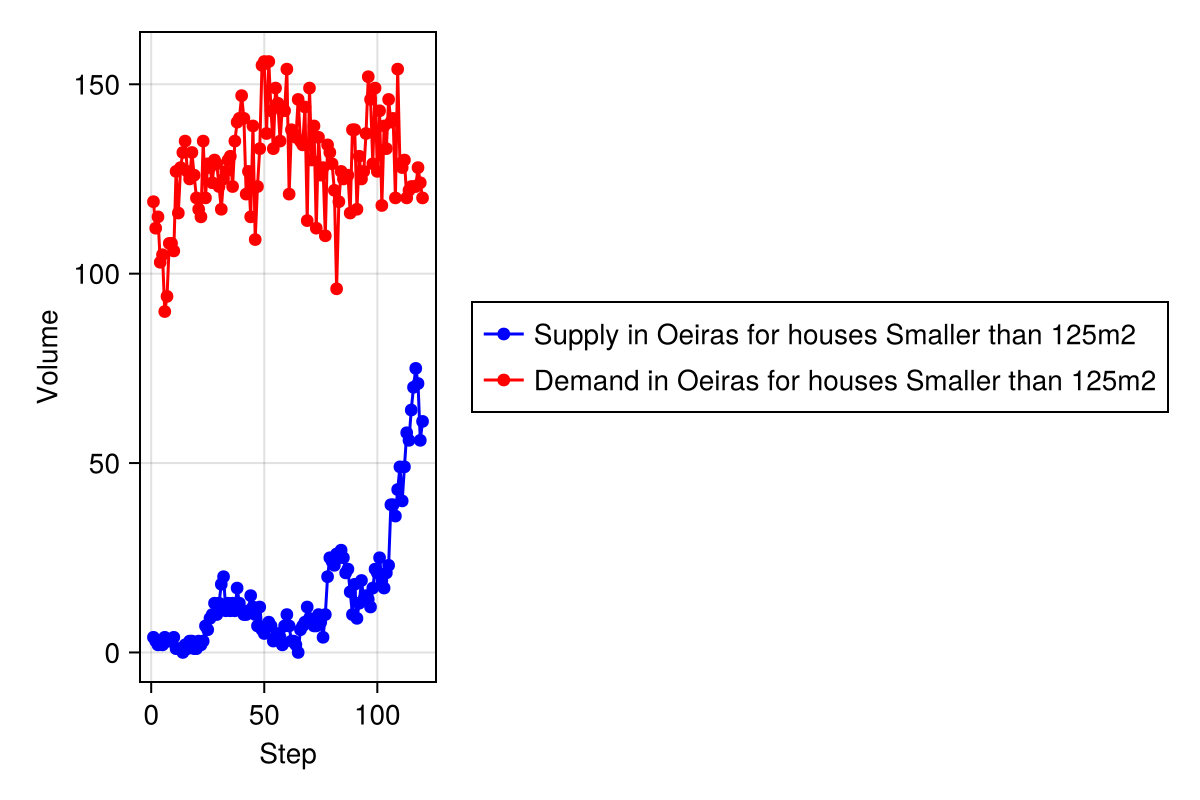 150
100
50
0
Volume
0 50 100
Step
Supply in Oeiras for houses Smaller than 125m2
Demand in Oeiras for houses Smaller than 125m2